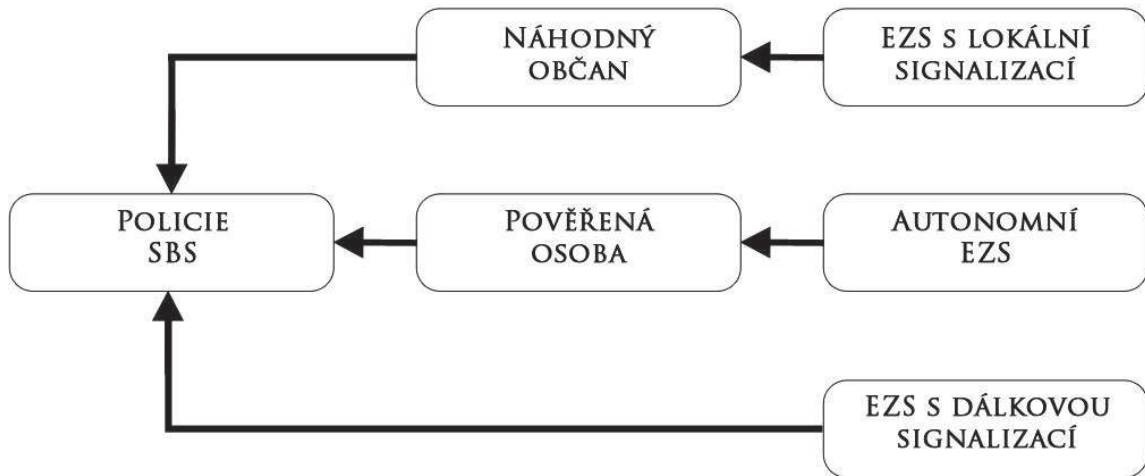 Náhodný
občan
EZS s lokální
signalizací
Policie
SBS
Pověřená
osoba
Autonomní
EZS
EZS s dálkovou
signalizací